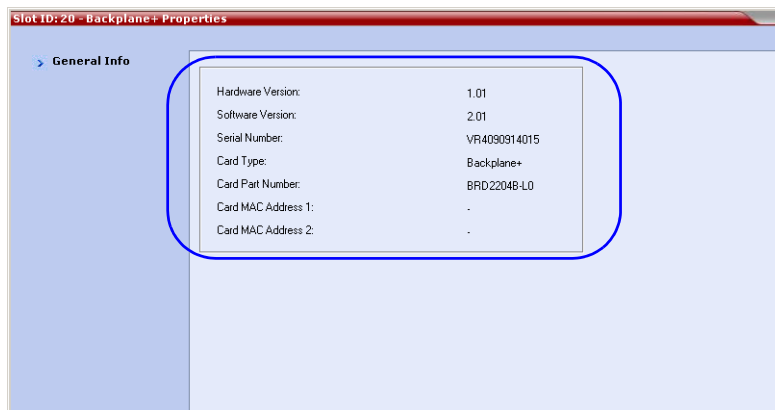 Slot ID: 20 - Backplane+ Properties
General Info
Hardware Version: 1.01
Software Version: 2.01
Serial Number: VR4090914015
Card Type: Backplane+
Card Part Number: BRD2204B-L0
Card MAC Address 1: -
Card MAC Address 2: -